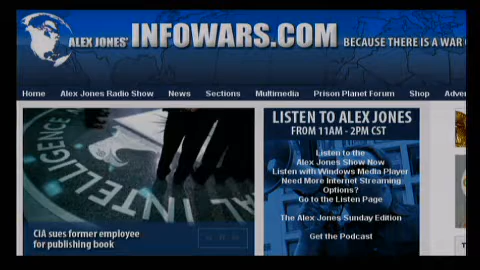 ALEX JONES' INFOWARS.COM BECAUSE THERE IS A WAR
Home Alex Jones Radio Show News Sections Multimedia Prison Planet Forum Shop
LISTEN TO ALEX JONES
FROM 11AM - 2PM CST
Listen to the
Alex Jones Show Now
Listen with Windows Media Player
Need More Internet Streaming
Options?
Go to the Listen Page
The Alex Jones Sunday Edition
Get the Podcast
AL INTELLIGENCE
CIA sues former employee
for publishing book